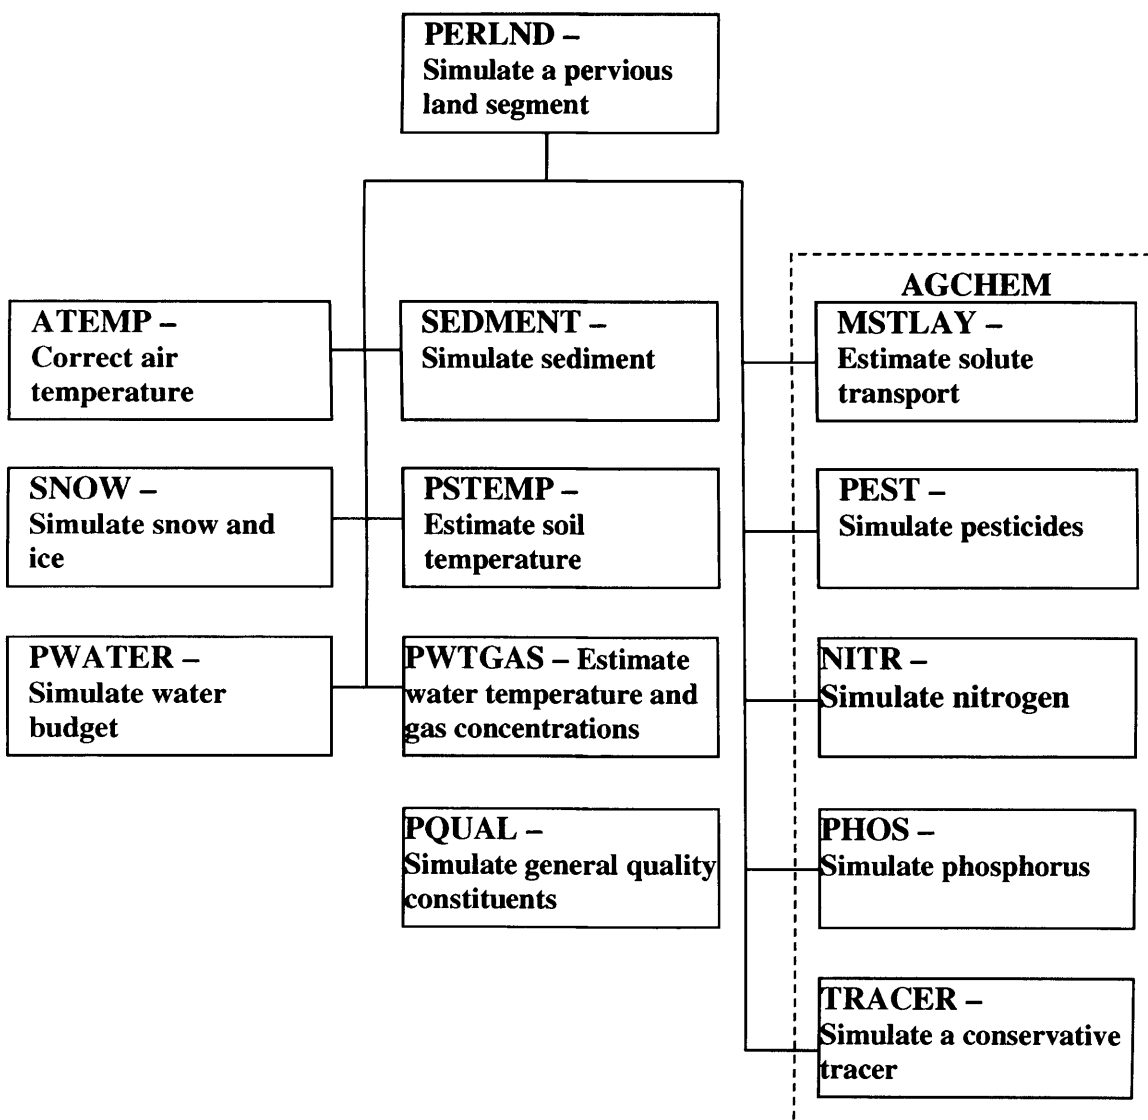 PERLND –
Simulate a pervious
land segment
ATEMP –
Correct air
temperature
SNOW –
Simulate snow and
ice
PWATER –
Simulate water
budget
SEDMENT –
Simulate sediment
PSTEMP –
Estimate soil
temperature
PWTGAS – Estimate
water temperature and
gas concentrations
PQUAL –
Simulate general quality
constituents
AGCHEM
MSTLAY –
Estimate solute
transport
PEST –
Simulate pesticides
NITR –
Simulate nitrogen
PHOS –
Simulate phosphorus
TRACER –
Simulate a conservative
tracer